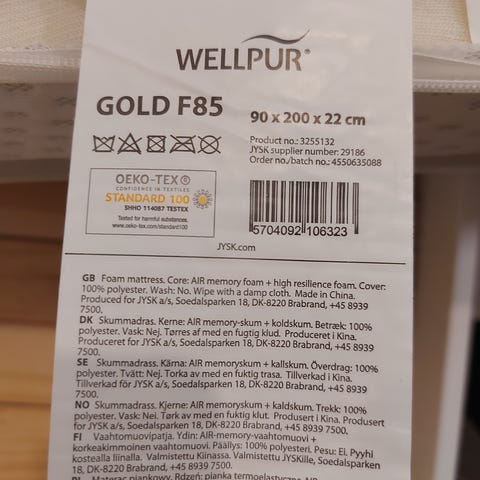 WELLPUR®
GOLD F85
90 x 200 x 22 cm
Product no.: 3255132
JYSK supplier number: 29186
Order no./batch no.: 4550635088
OEKO-TEX®
CONFIDENCE IN TEXTILES
STANDARD 100
SHHO 114087 TESTEX
Tested for harmful substances.
www.oeko-tex.com/standard100
5704092 106323
JYSK.com
GB Foam mattress. Core: AIR memory foam + high resilience foam. Cover:
100% polyester. Wash: No. Wipe with a damp cloth. Made in China.
Produced for JYSK a/s, Soedalsparken 18, DK-8220 Brabrand, +45 8939
7500.
DK Skummadras. Kerne: AIR memory-skum + koldskum. Betræk: 100%
polyester. Vask: Nej. Tørres af med en fugtig klud. Produceret i Kina.
Produceret for JYSK a/s, Soedalsparken 18, DK-8220 Brabrand, +45 8939
7500.
SE Skummadrass. Kärna: AIR memoryskum + kallskum. Överdrag: 100%
polyester. Tvätt: Nej. Torka av med en fuktig trasa. Tillverkad i Kina.
Tillverkad för JYSK a/s, Soedalsparken 18, DK-8220 Brabrand, +45 8939
7500.
NO Skummadrass. Kjerne: AIR memoryskum + kaldskum. Trekk: 100%
polyester. Vask: Nei. Tørk av med en fuktig klud. Produsert i Kina. Produsert
for JYSK a/s, Soedalsparken 18, DK-8220 Brabrand, +45 8939 7500.
FI Vaahtomuovipatja. Ydin: AIR-memory-vaahtomuovi +
korkeakimmoinen vaahtomuovi. Päällys: 100% polyesteri. Pesu: Ei. Pyyhi
kostealla liinalla. Valmistettu Kiinassa. Valmistettu JYSKille, Soedalsparken
18, DK-8220 Brabrand, +45 8939 7500.
PL Materac piankowy. Rdzeń: pianka termoelastyczna AIR